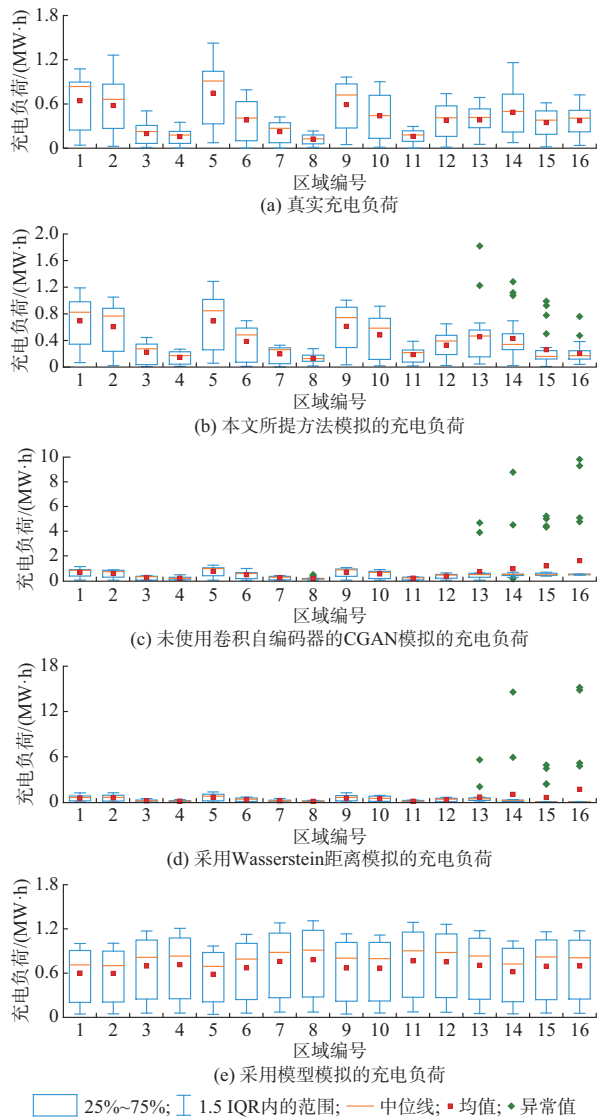 充电负荷/(MW·h)
1.8
1.2
0.6
0
1 2 3 4 5 6 7 8 9 10 11 12 13 14 15 16
区域编号
(a) 真实充电负荷
充电负荷/(MW·h)
2.0
1.2
0.8
0.4
0
1 2 3 4 5 6 7 8 9 10 11 12 13 14 15 16
区域编号
(b) 本文所提方法模拟的充电负荷
充电负荷/(MW·h)
10
8
6
4
2
0
1 2 3 4 5 6 7 8 9 10 11 12 13 14 15 16
区域编号
(c) 未使用卷积自编码器的CGAN模拟的充电负荷
充电负荷/(MW·h)
18
12
6
0
1 2 3 4 5 6 7 8 9 10 11 12 13 14 15 16
区域编号
(d) 采用Wasserstein距离模拟的充电负荷
充电负荷/(MW·h)
1.8
1.2
0.6
0
1 2 3 4 5 6 7 8 9 10 11 12 13 14 15 16
区域编号
(e) 采用模型模拟的充电负荷
25%~75%; 1.5 IQR内的范围; 中位线; 均值; 异常值